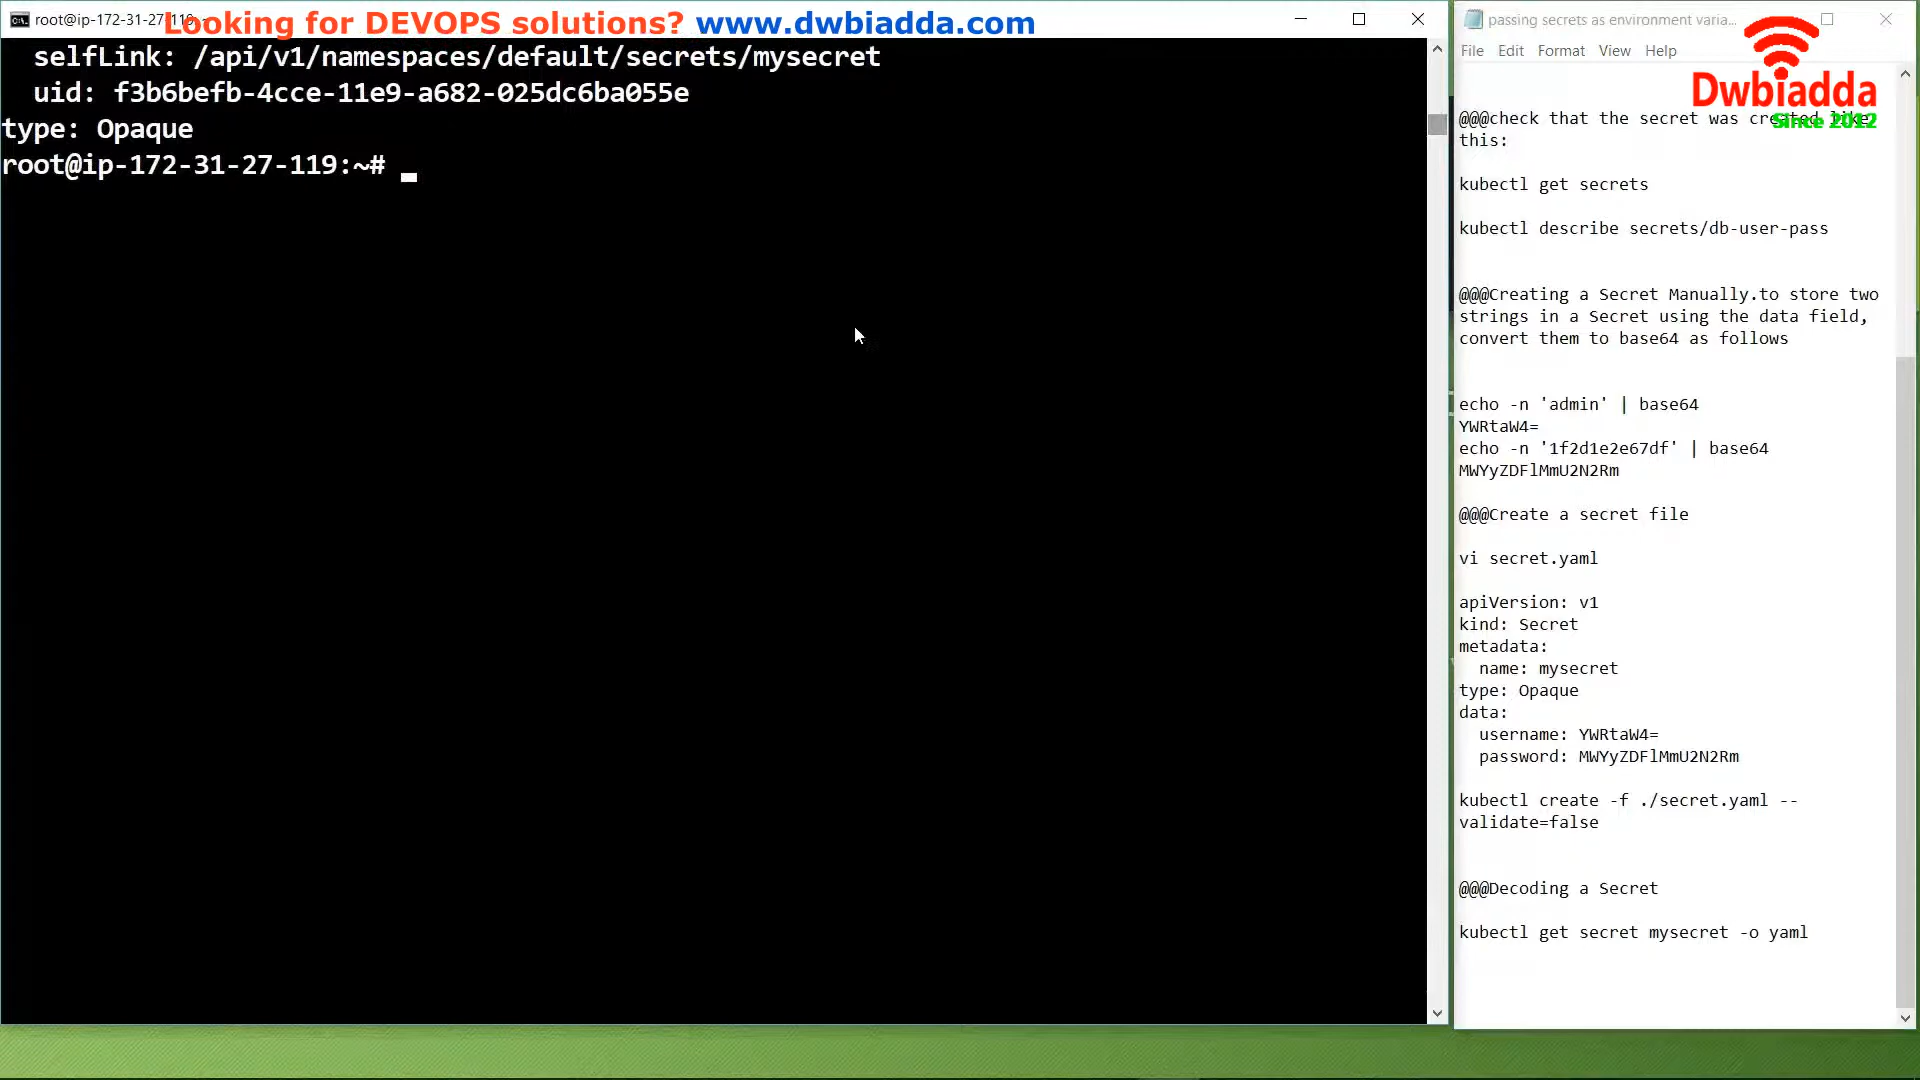 root@ip-172-31-27-119: ~
Looking for DEVOPS solutions? www.dwbiadda.com
selfLink: /api/v1/namespaces/default/secrets/mysecret
uid: f3b6befb-4cce-11e9-a682-025dc6ba055e
type: Opaque
root@ip-172-31-27-119:~#
passing secrets as environment varia...
File Edit Format View Help
Dwbiadda
Since 2012
@@@check that the secret was created like
this:
kubectl get secrets
kubectl describe secrets/db-user-pass
@@@Creating a Secret Manually.to store two
strings in a Secret using the data field,
convert them to base64 as follows
echo -n 'admin' | base64
YWRtaW4=
echo -n '1f2d1e2e67df' | base64
MWYyZDFlMmU2N2Rm
@@@Create a secret file
vi secret.yaml
apiVersion: v1
kind: Secret
metadata:
name: mysecret
type: Opaque
data:
username: YWRtaW4=
password: MWYyZDFlMmU2N2Rm
kubectl create -f ./secret.yaml --
validate=false
@@@Decoding a Secret
kubectl get secret mysecret -o yaml